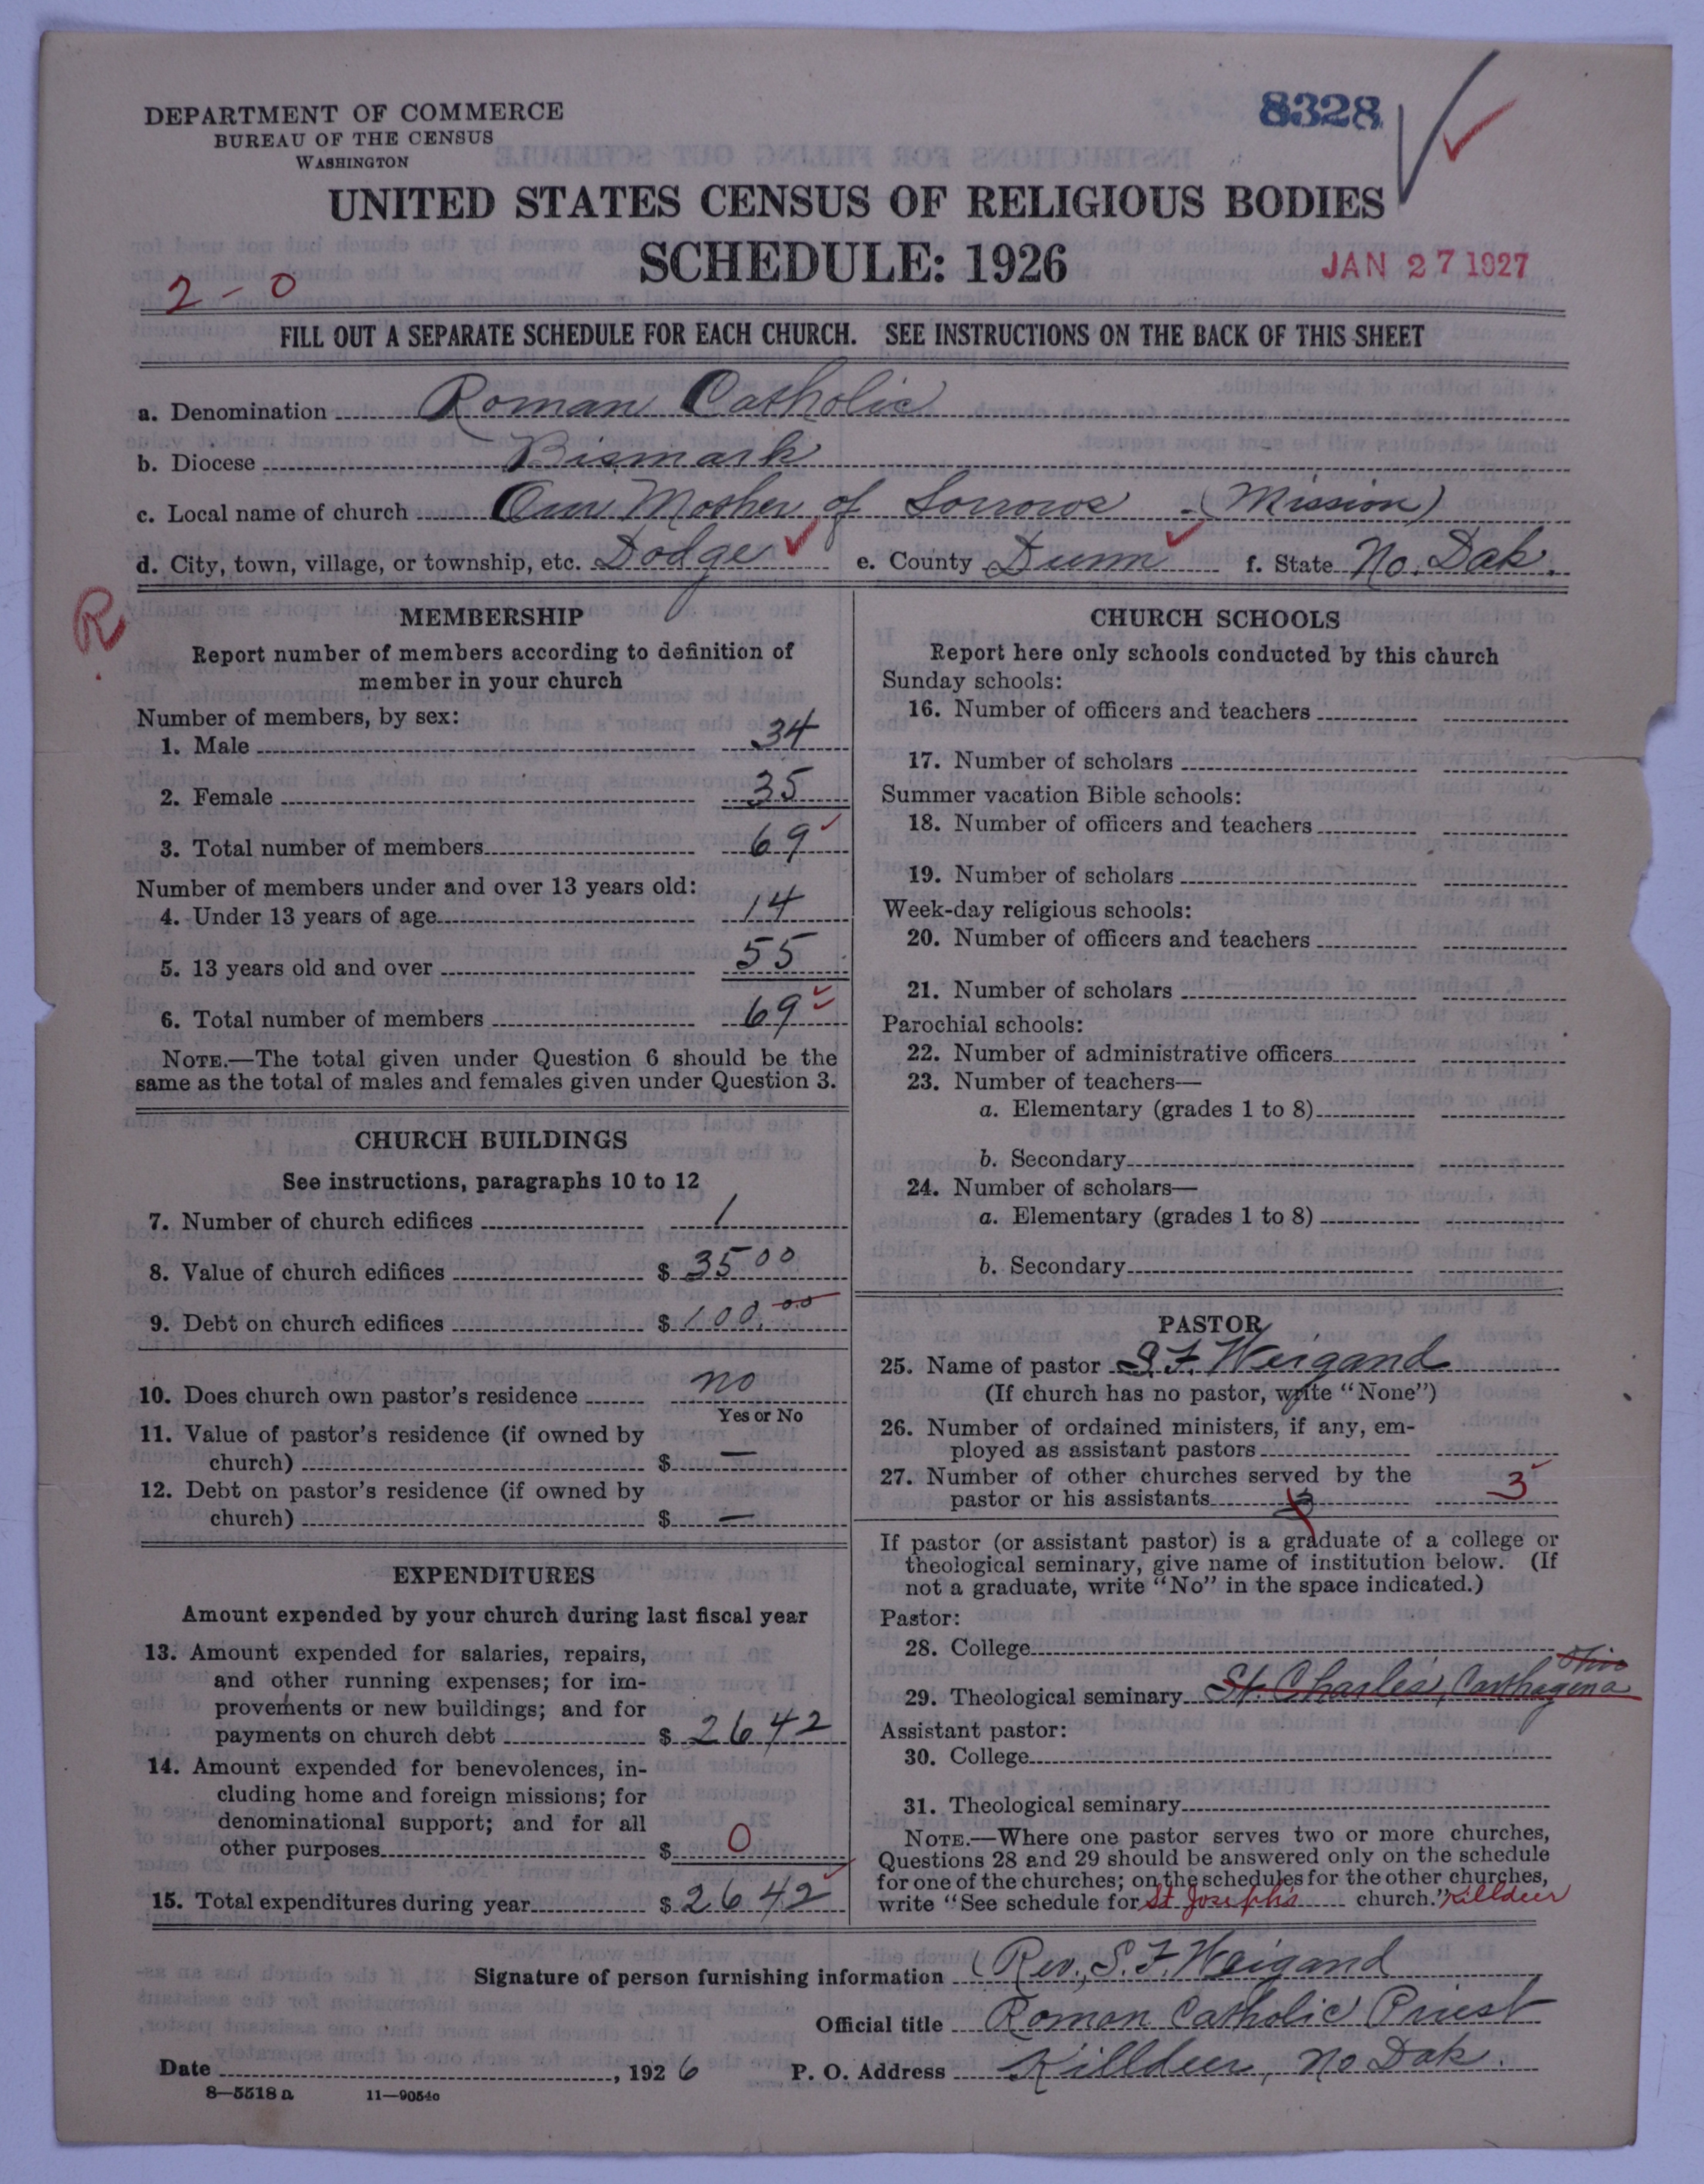 8328
DEPARTMENT OF COMMERCE
BUREAU OF THE CENSUS
WASHINGTON
UNITED STATES CENSUS OF RELIGIOUS BODIES
SCHEDULE: 1926
JAN 27 1927
2 - 0
FILL OUT A SEPARATE SCHEDULE FOR EACH CHURCH. SEE INSTRUCTIONS ON THE BACK OF THIS SHEET
a. Denomination Roman Catholic
b. Diocese Bismark
c. Local name of church Our Mother of Sorrows - (Mission)
d. City, town, village, or township, etc. Dodge e. County Dunn f. State No. Dak.
R
MEMBERSHIP
Report number of members according to definition of
member in your church
Number of members, by sex:
1. Male 34
2. Female 35
3. Total number of members 69
Number of members under and over 13 years old:
4. Under 13 years of age 14
5. 13 years old and over 55
6. Total number of members 69
NOTE.—The total given under Question 6 should be the
same as the total of males and females given under Question 3.
CHURCH BUILDINGS
See instructions, paragraphs 10 to 12
7. Number of church edifices 1
8. Value of church edifices $ 3500
9. Debt on church edifices $ 100.00
10. Does church own pastor's residence no
Yes or No
11. Value of pastor's residence (if owned by
church) $ —
12. Debt on pastor's residence (if owned by
church) $ —
EXPENDITURES
Amount expended by your church during last fiscal year
13. Amount expended for salaries, repairs,
and other running expenses; for im-
provements or new buildings; and for
payments on church debt $ 2642
14. Amount expended for benevolences, in-
cluding home and foreign missions; for
denominational support; and for all
other purposes $ 0
15. Total expenditures during year $ 2642
CHURCH SCHOOLS
Report here only schools conducted by this church
Sunday schools:
16. Number of officers and teachers
17. Number of scholars
Summer vacation Bible schools:
18. Number of officers and teachers
19. Number of scholars
Week-day religious schools:
20. Number of officers and teachers
21. Number of scholars
Parochial schools:
22. Number of administrative officers
23. Number of teachers—
a. Elementary (grades 1 to 8)
b. Secondary
24. Number of scholars—
a. Elementary (grades 1 to 8)
b. Secondary
PASTOR
25. Name of pastor S. F. Weigand
(If church has no pastor, write "None")
26. Number of ordained ministers, if any, em-
ployed as assistant pastors
27. Number of other churches served by the
pastor or his assistants 3
If pastor (or assistant pastor) is a graduate of a college or
theological seminary, give name of institution below. (If
not a graduate, write "No" in the space indicated.)
Pastor:
28. College
29. Theological seminary St. Charles, Carthagena Ohio
Assistant pastor:
30. College
31. Theological seminary
NOTE.—Where one pastor serves two or more churches,
Questions 28 and 29 should be answered only on the schedule
for one of the churches; on the schedules for the other churches,
write "See schedule for St Josephs church." Killdeer
Signature of person furnishing information Rev. S. F. Weigand
Official title Roman Catholic Priest
Date , 1926 P. O. Address Killdeer, No Dak.
8—5518a 11—9054c